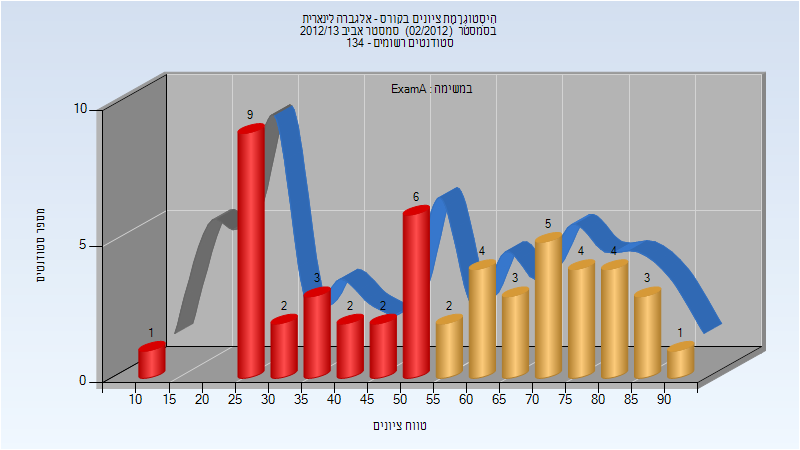 היסטוגרמת ציונים בקורס - אלגברה לינארית
בסמסטר (02/2012) סמסטר אביב 2012/13
סטודנטים רשומים - 134
במשימה : ExamA
מספר סטודנטים
10
5
0
1
9
2
3
2
2
6
2
4
3
5
4
4
3
1
10 15 20 25 30 35 40 45 50 55 60 65 70 75 80 85 90
טווח ציונים